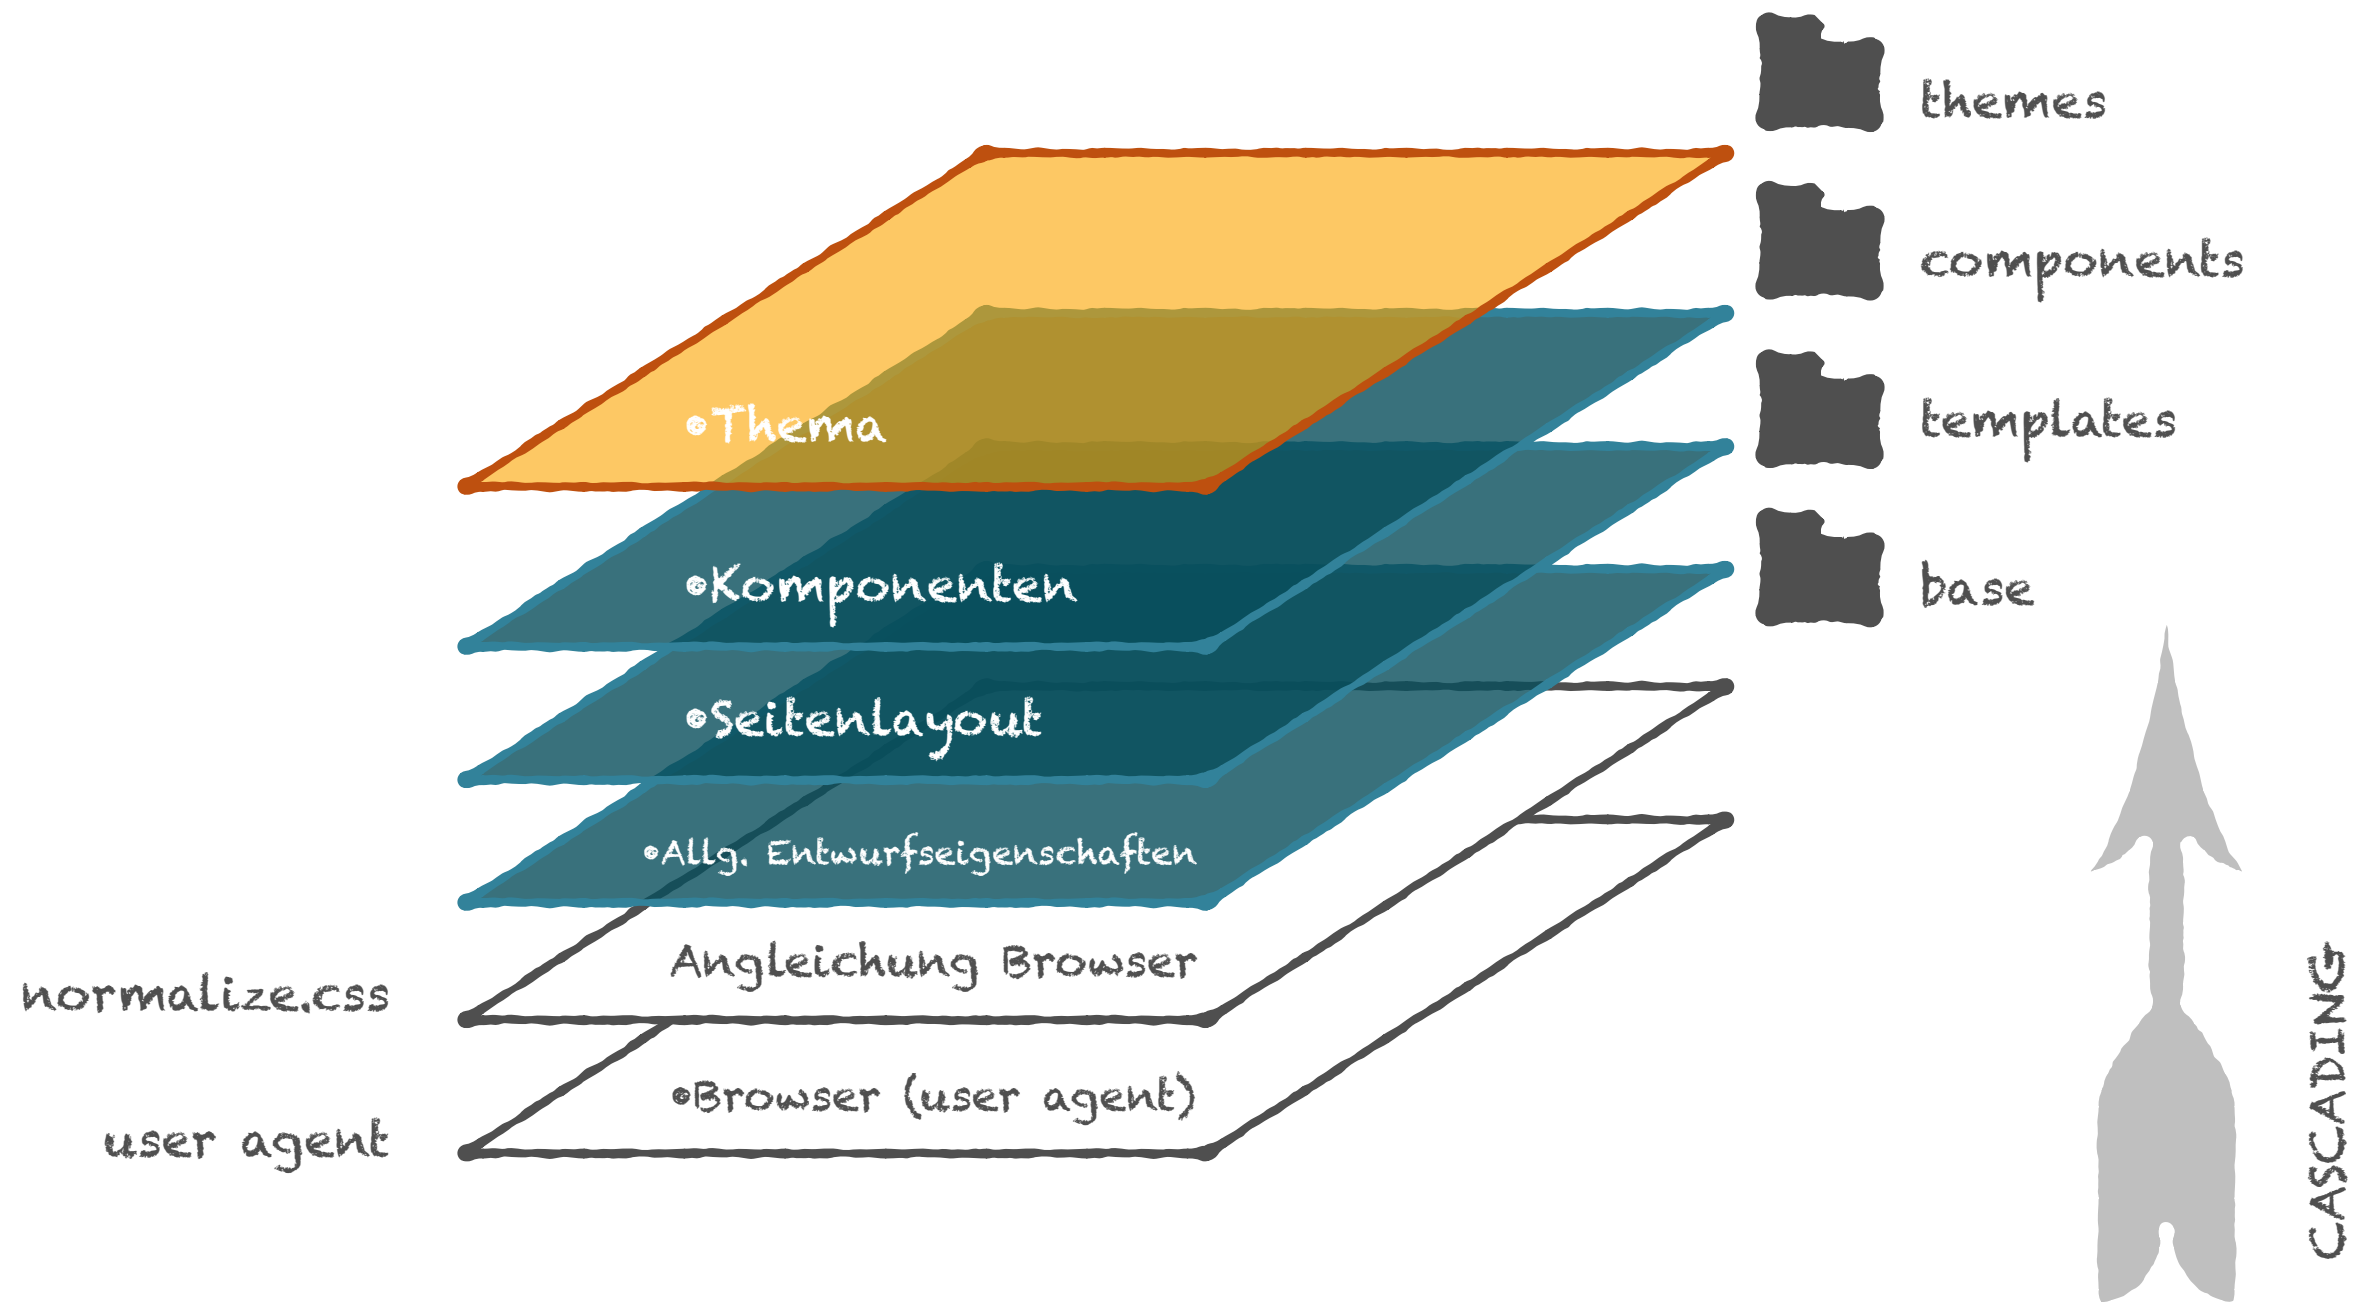 themes
components
templates
base
•Thema
•Komponenten
•Seitenlayout
•Allg. Entwurfseigenschaften
Angleichung Browser
•Browser (user agent)
normalize.css
user agent
CASCADING